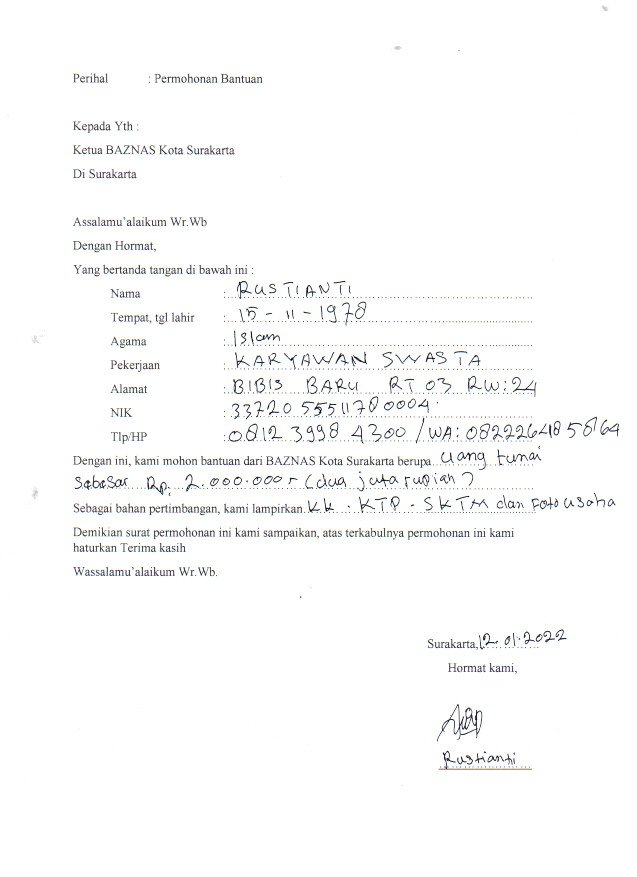 Perihal : Permohonan Bantuan
Kepada Yth :
Ketua BAZNAS Kota Surakarta
Di Surakarta
Assalamu'alaikum Wr.Wb
Dengan Hormat,
Yang bertanda tangan di bawah ini :
Nama : RUSTIANTI
Tempat, tgl lahir : 15 - 11 - 1978
Agama : Islam
Pekerjaan : KARYAWAN SWASTA
Alamat : BIBIS BARU RT 03 RW: 24
NIK : 3372055511780004
Tlp/HP : 0812 3998 4300 / WA: 082226485864
Dengan ini, kami mohon bantuan dari BAZNAS Kota Surakarta berupa uang tunai
sebesar Rp. 2.000.000,- (dua juta rupiah)
Sebagai bahan pertimbangan, kami lampirkan KK - KTP - SKTM dan Foto usaha
Demikian surat permohonan ini kami sampaikan, atas terkabulnya permohonan ini kami
haturkan Terima kasih
Wassalamu'alaikum Wr.Wb.
Surakarta, 12.01.2022
Hormat kami,
Rustianti